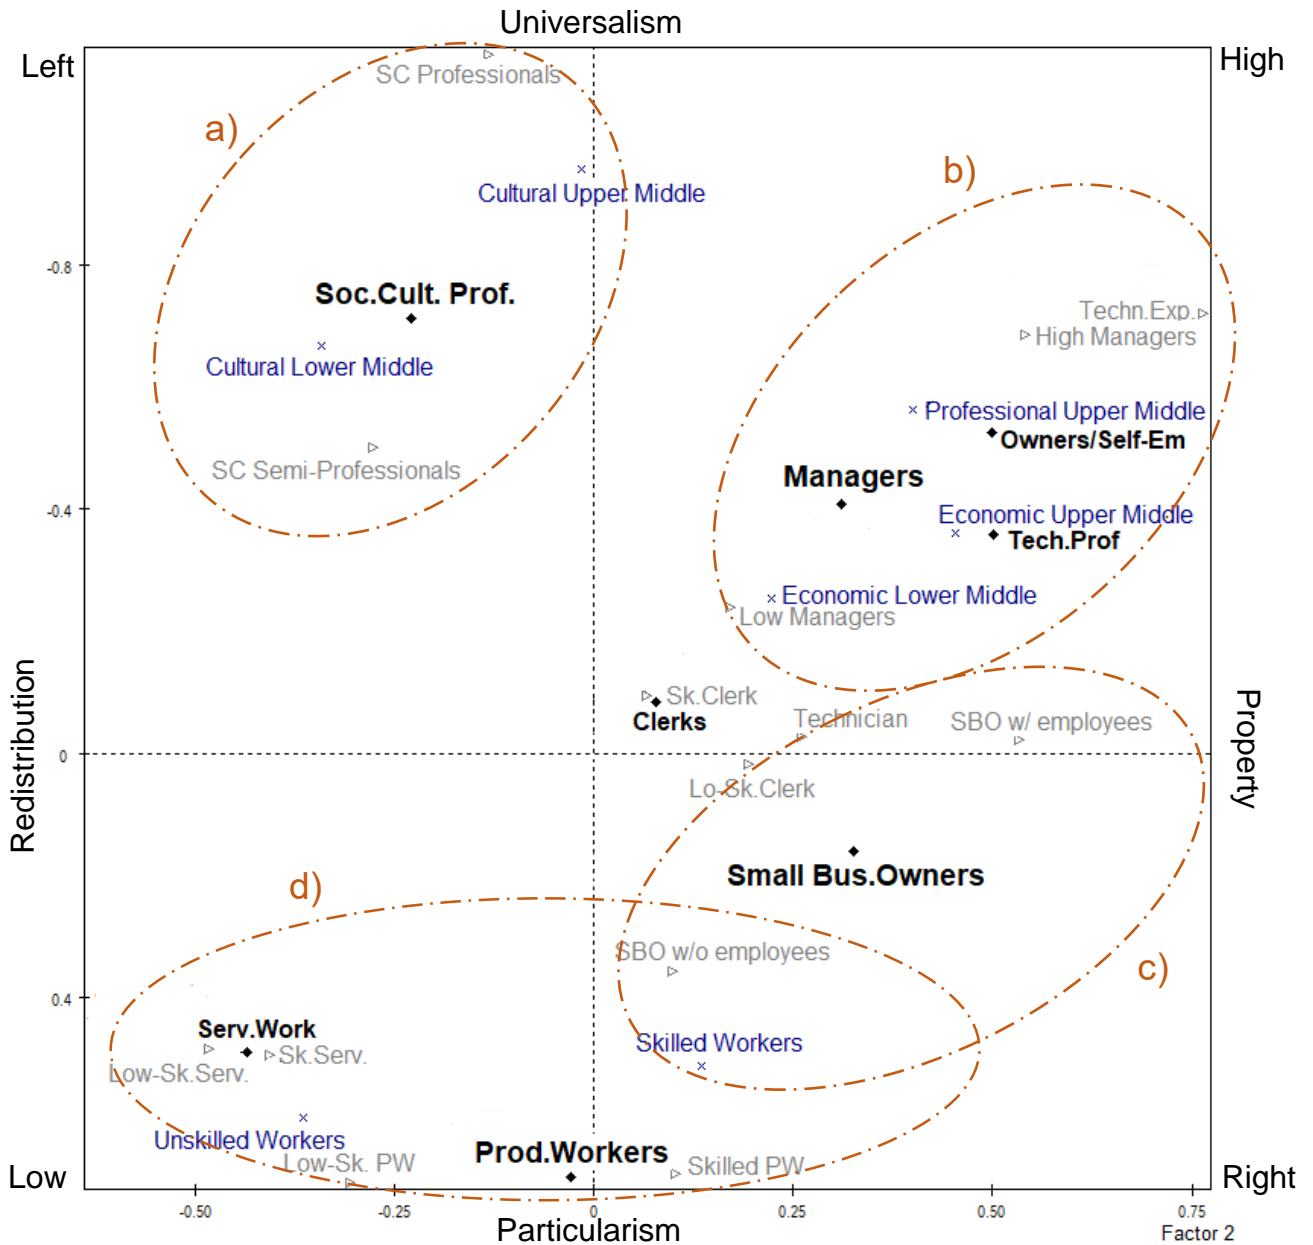 Universalism
Left
High
SC Professionals
a)
b)
Cultural Upper Middle
-0.8
Soc.Cult. Prof.
Techn.Exp.
High Managers
Cultural Lower Middle
Professional Upper Middle
Owners/Self-Em
SC Semi-Professionals
Managers
-0.4
Economic Upper Middle
Tech.Prof
Economic Lower Middle
Low Managers
Redistribution
Property
Sk.Clerk
Clerks
Technician
SBO w/ employees
0
Lo-Sk.Clerk
Small Bus.Owners
d)
SBO w/o employees
c)
0.4
Serv.Work
Sk.Serv.
Skilled Workers
Low-Sk.Serv.
Unskilled Workers
Prod.Workers
Low-Sk. PW
Skilled PW
Low
Right
-0.50
-0.25
0
0.25
0.50
0.75
Particularism
Factor 2